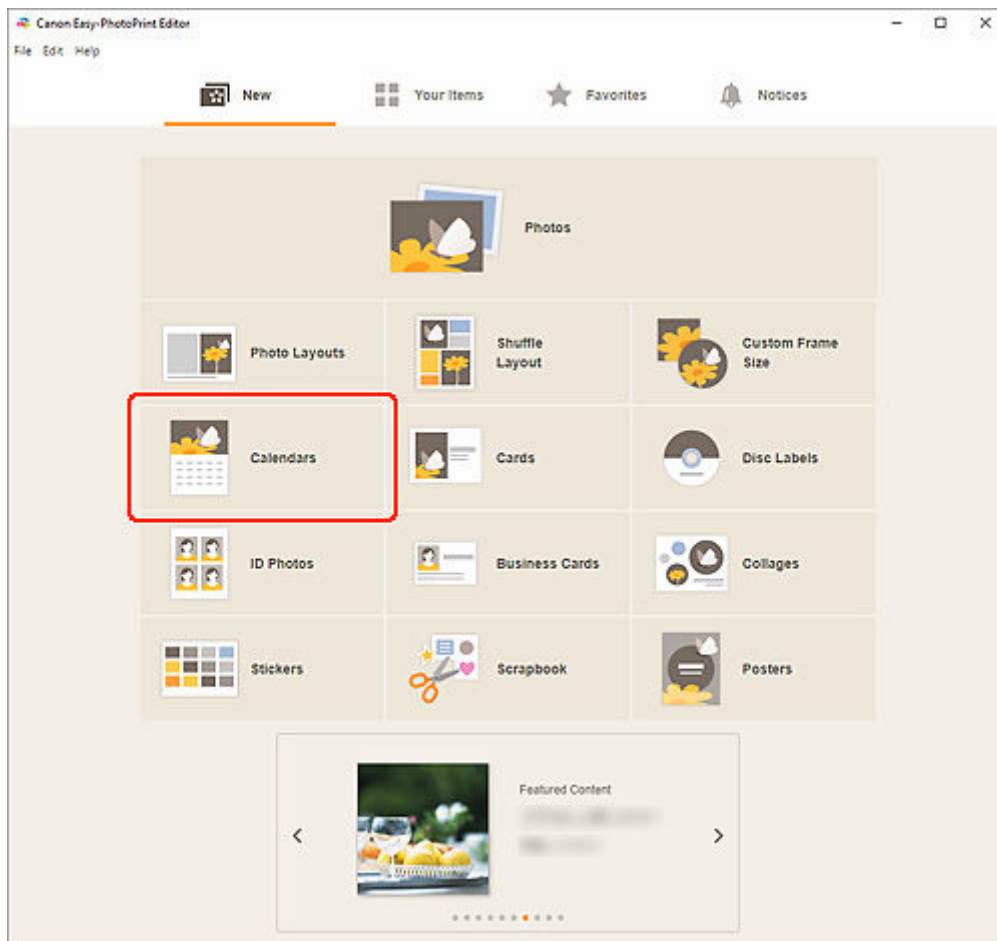 Canon Easy-PhotoPrint Editor
File Edit Help
New Your Items Favorites Notices
Photos
Photo Layouts
Shuffle
Layout
Custom Frame
Size
Calendars
Cards
Disc Labels
ID Photos
Business Cards
Collages
Stickers
Scrapbook
Posters
Featured Content